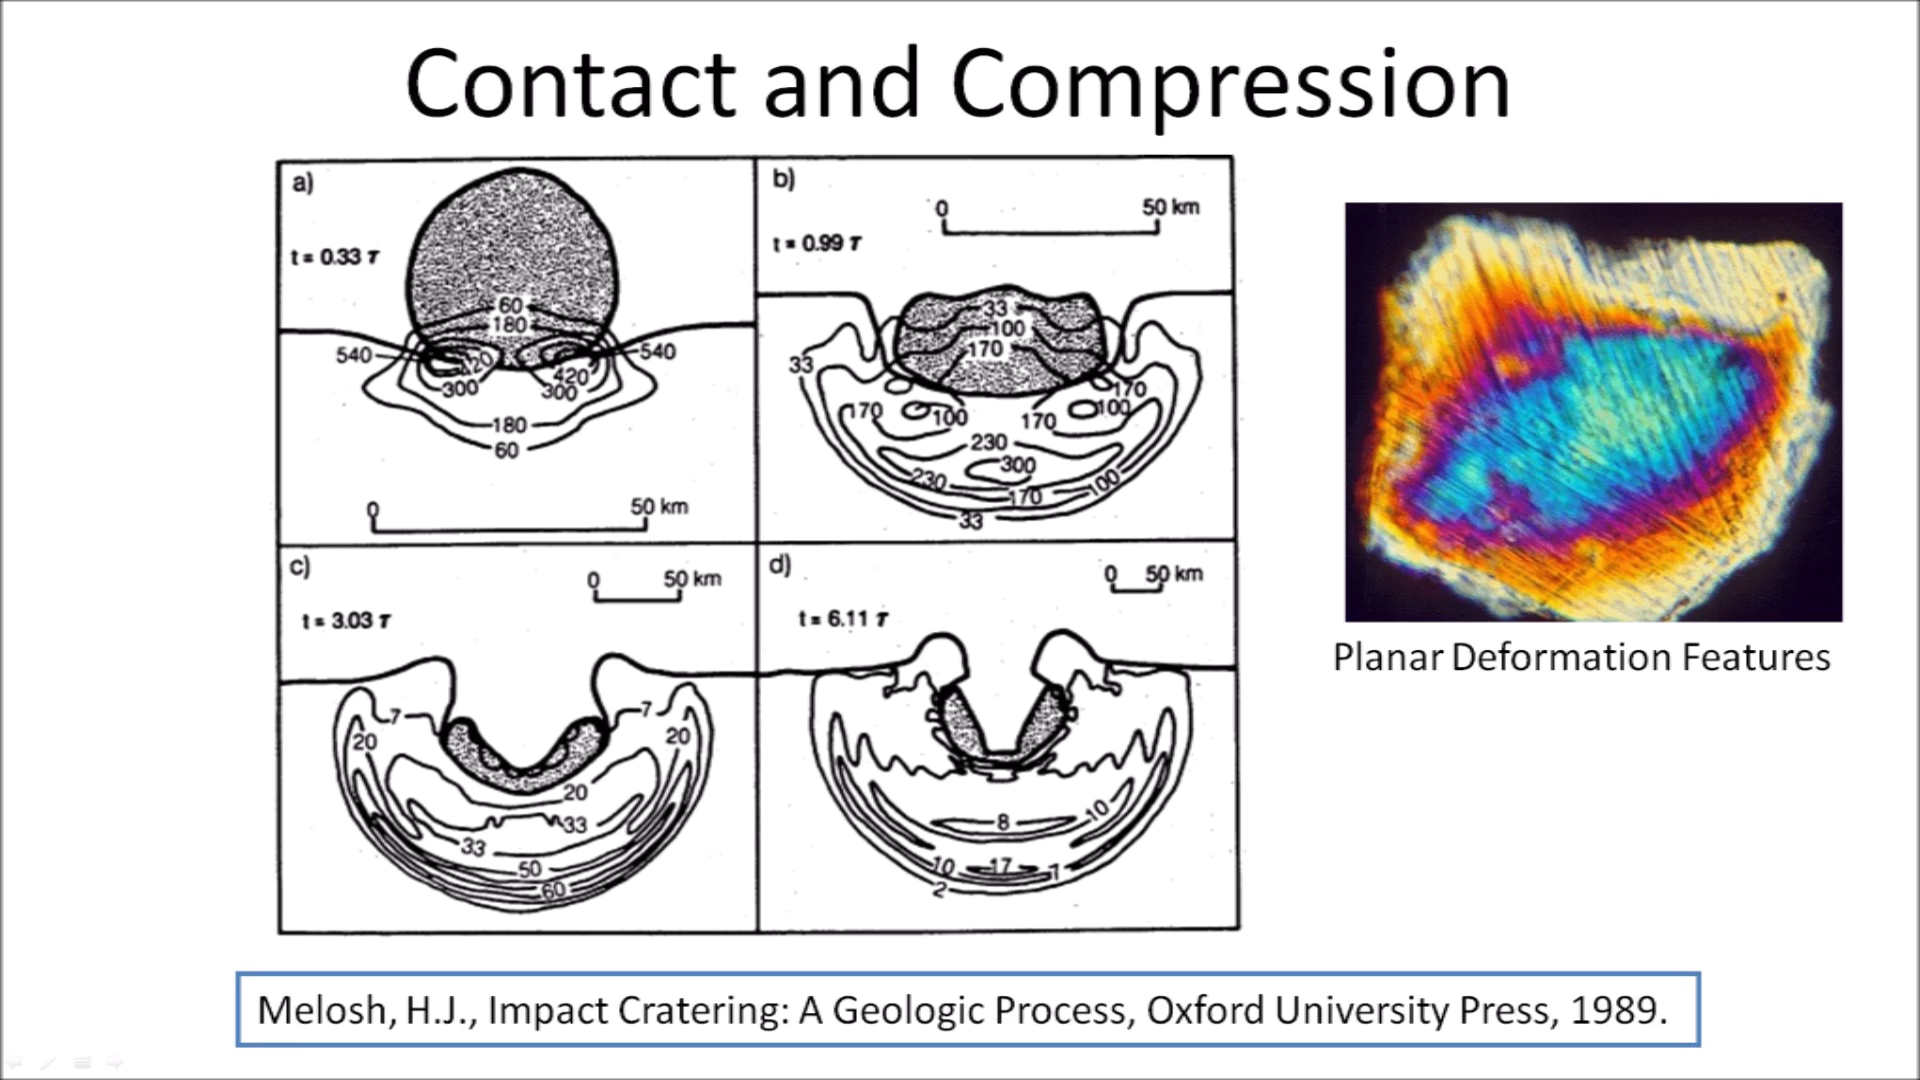 Contact and Compression
a)
t = 0.33 τ
60
180
540
420
540
420
300
300
180
60
0 50 km
b)
0 50 km
t = 0.99 τ
33
100
170
33
170
170
100
170
100
230
300
230
170
100
33
c)
0 50 km
t = 3.03 τ
7
7
20
20
20
33
33
50
60
d)
0 50 km
t = 6.11 τ
8
10
10
17
7
2
Planar Deformation Features
Melosh, H.J., Impact Cratering: A Geologic Process, Oxford University Press, 1989.